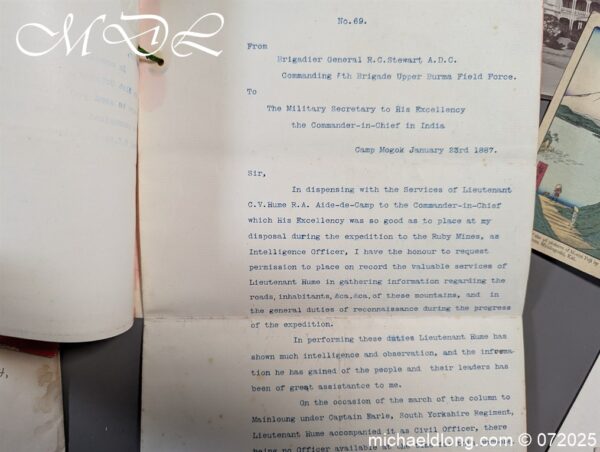 MDL
No.69.
From
Brigadier General R.C.Stewart A.D.C.
Commanding 4th Brigade Upper Burma Field Force.
To
The Military Secretary to His Excellency
the Commander-in-Chief in India
Camp Mogok January 23rd 1887.
Sir,
In dispensing with the Services of Lieutenant
C.V.Hume R.A. Aide-de-Camp to the Commander-in-Chief
which His Excellency was so good as to place at my
disposal during the expedition to the Ruby Mines, as
Intelligence Officer, I have the honour to request
permission to place on record the valuable services of
Lieutenant Hume in gathering information regarding the
roads, inhabitants, &ca. &ca. of these mountains, and in
the general duties of reconnaissance during the progress
of the expedition.
In performing these duties Lieutenant Hume has
shown much intelligence and observation, and the informa-
tion he has gained of the people and their leaders has
been of great assistance to me.
On the occasion of the march of the column to
Mainloung under Captain Earle, South Yorkshire Regiment,
Lieutenant Hume accompanied it as Civil Officer, there
being no Officer available at the
michaeldlong.com © 072025